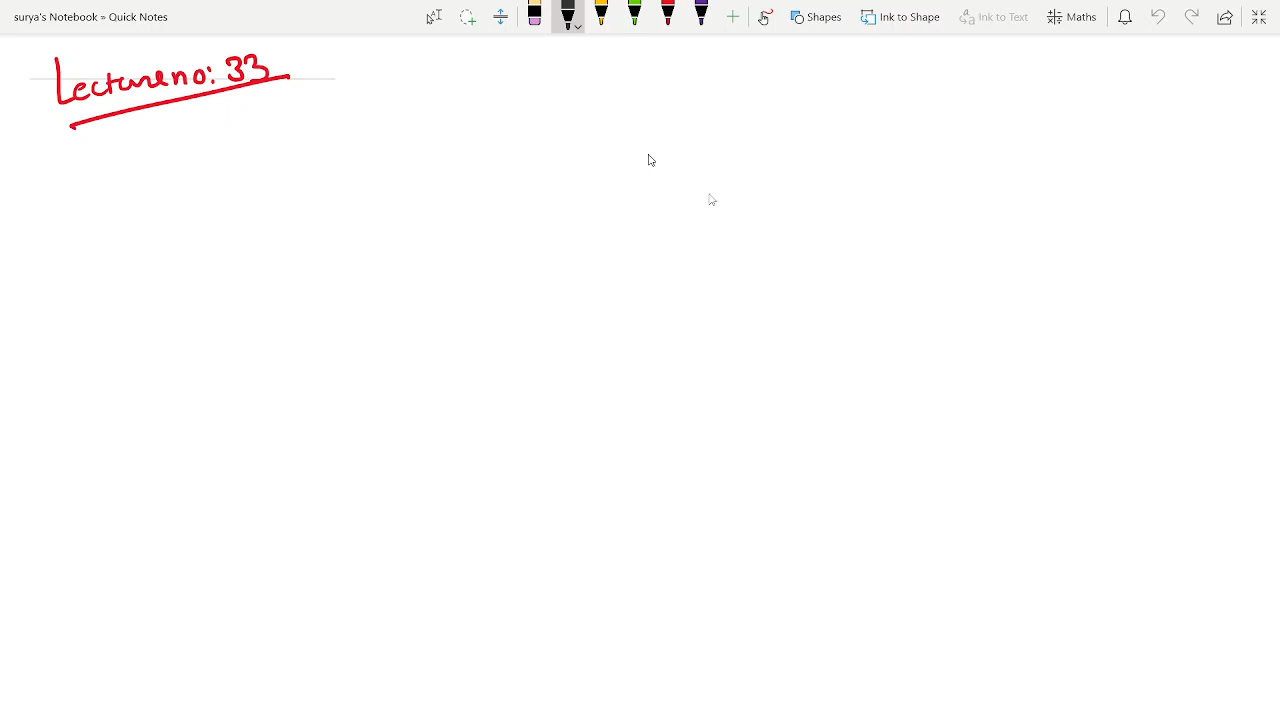 surya's Notebook » Quick Notes
Shapes
Ink to Shape
Ink to Text
Maths
Lecture no: 33